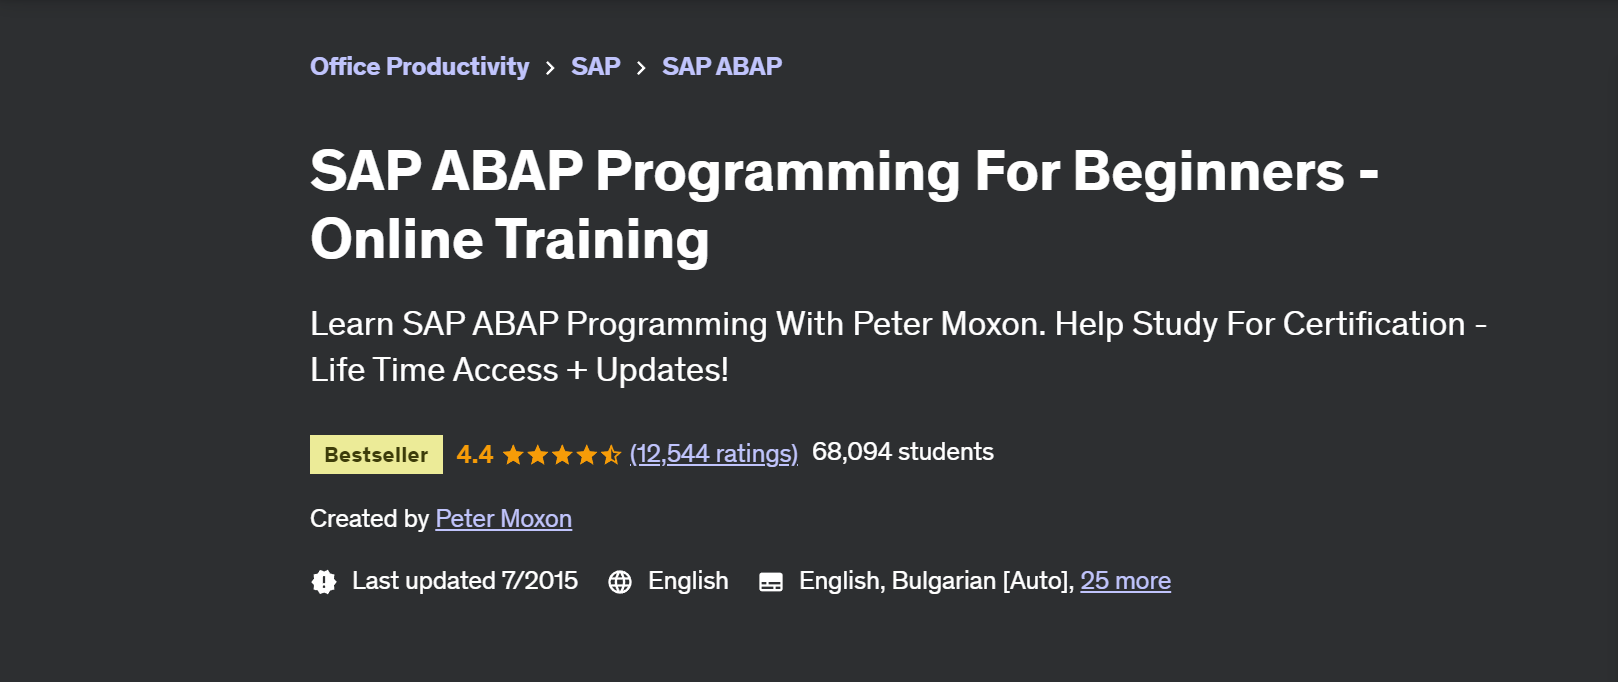 Office Productivity > SAP > SAP ABAP
SAP ABAP Programming For Beginners -
Online Training
Learn SAP ABAP Programming With Peter Moxon. Help Study For Certification -
Life Time Access + Updates!
Bestseller 4.4 (12,544 ratings) 68,094 students
Created by Peter Moxon
Last updated 7/2015 English English, Bulgarian [Auto], 25 more